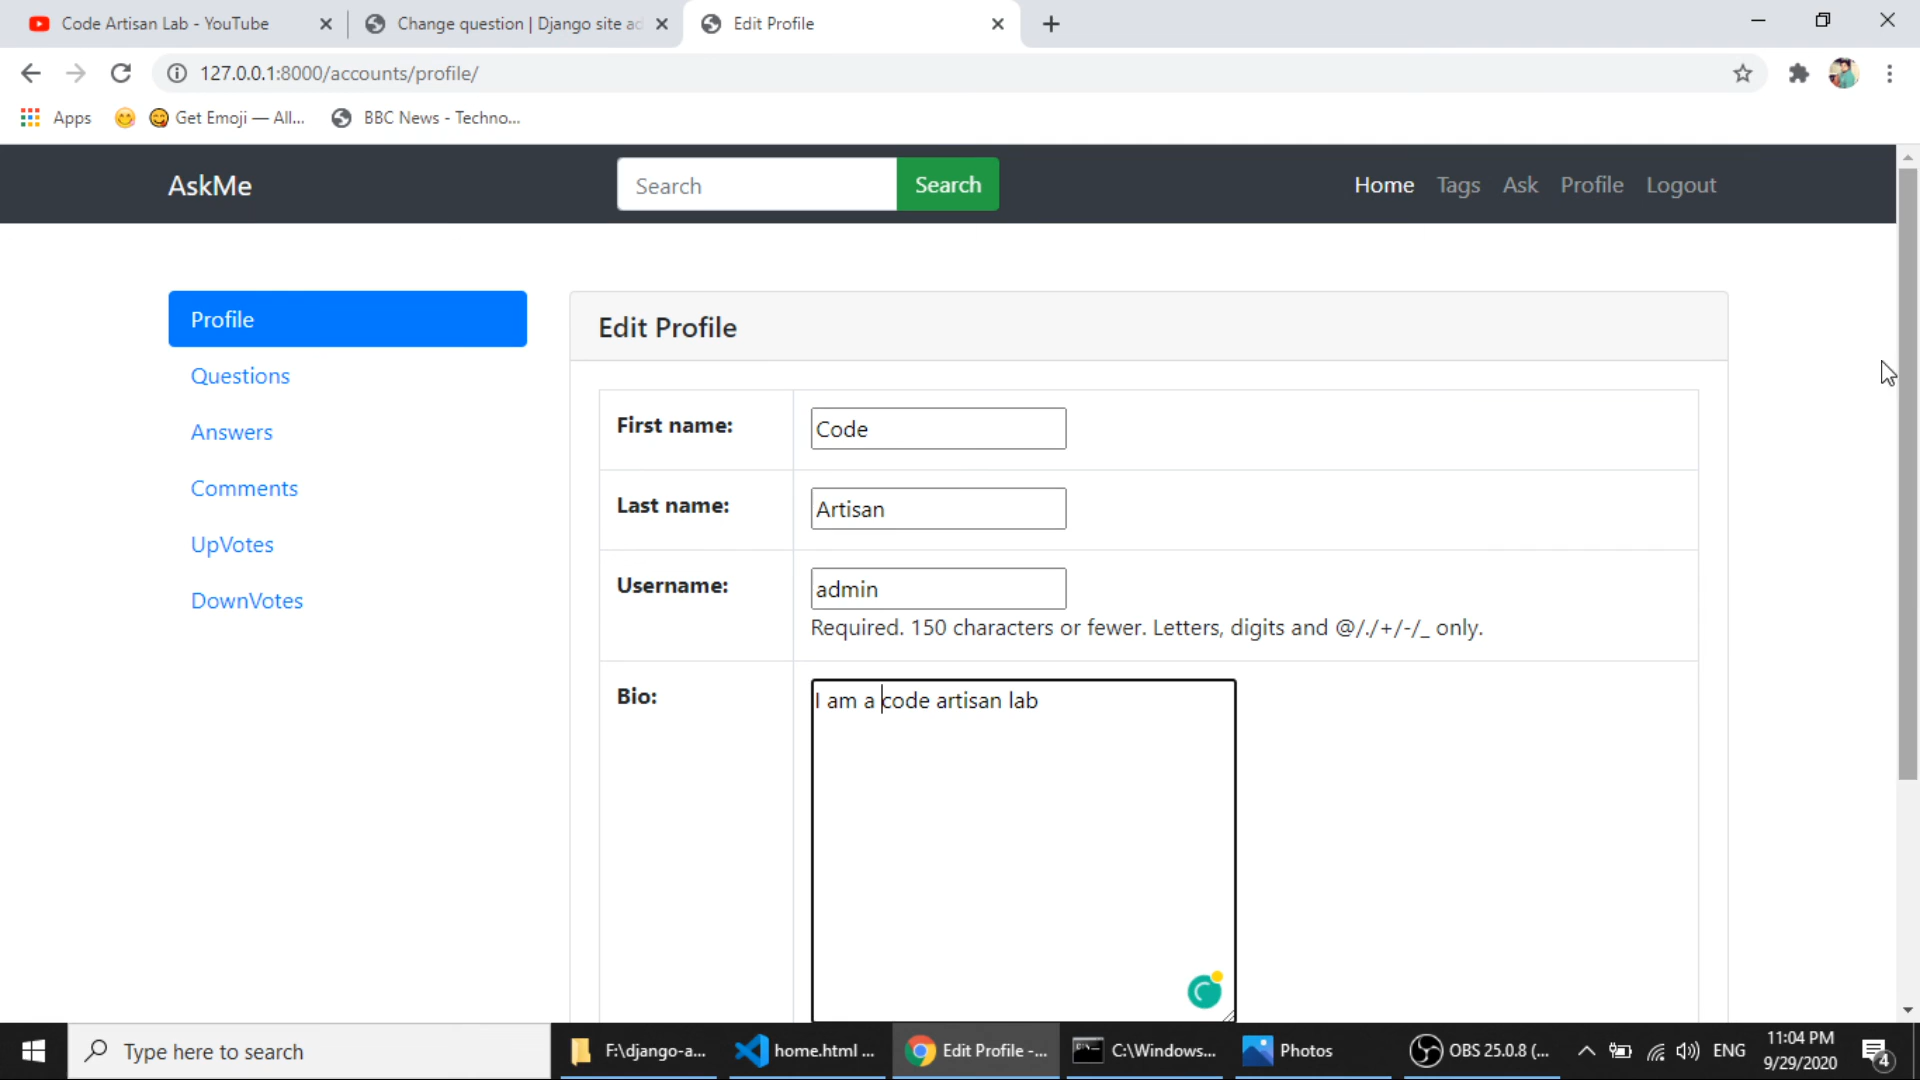 Code Artisan Lab - YouTube
Change question | Django site ad
Edit Profile
127.0.0.1:8000/accounts/profile/
Apps
Get Emoji — All...
BBC News - Techno...
AskMe
Search
Search
Home
Tags
Ask
Profile
Logout
Profile
Questions
Answers
Comments
UpVotes
DownVotes
Edit Profile
First name:
Code
Last name:
Artisan
Username:
admin
Required. 150 characters or fewer. Letters, digits and @/./+/-/_ only.
Bio:
I am a code artisan lab
Type here to search
F:\django-a...
home.html ...
Edit Profile -...
C:\Windows...
Photos
OBS 25.0.8 (...
ENG
11:04 PM
9/29/2020
4